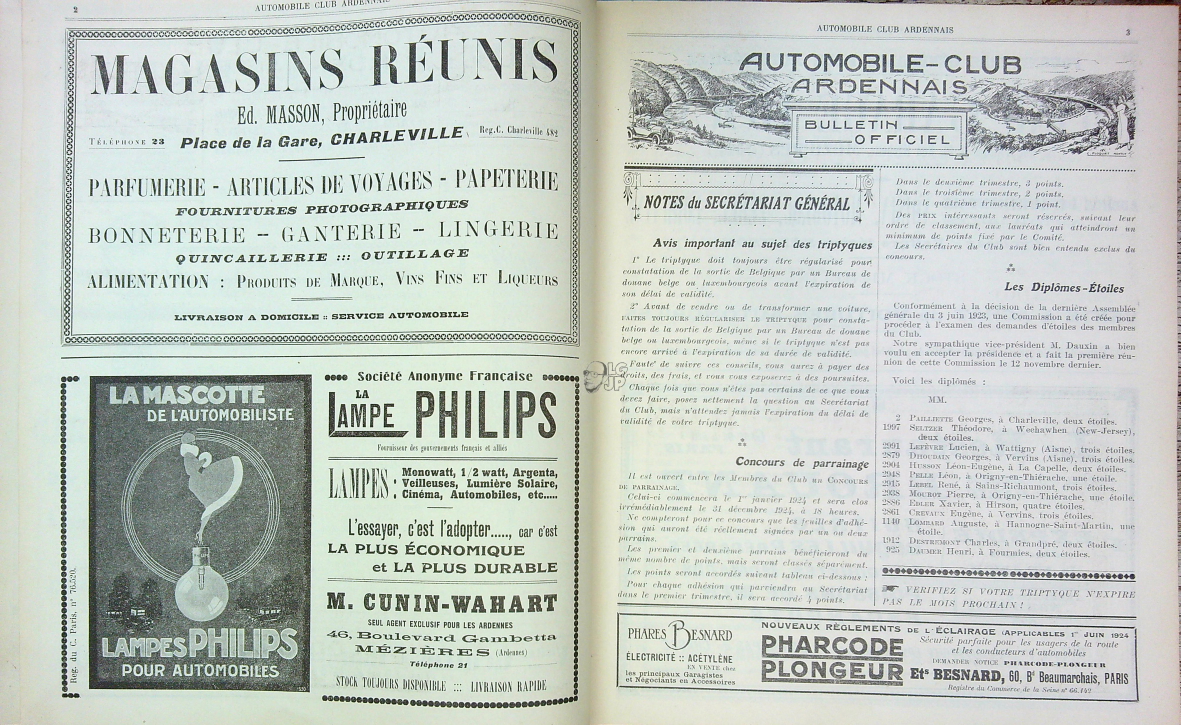 2
AUTOMOBILE CLUB ARDENNAIS
MAGASINS RÉUNIS
Ed. MASSON, Propriétaire
TÉLÉPHONE 23
Place de la Gare, CHARLEVILLE
Reg. C. Charleville 482
PARFUMERIE - ARTICLES DE VOYAGES - PAPETERIE
FOURNITURES PHOTOGRAPHIQUES
BONNETERIE -- GANTERIE -- LINGERIE
QUINCAILLERIE ::: OUTILLAGE
ALIMENTATION : PRODUITS DE MARQUE, VINS FINS ET LIQUEURS
LIVRAISON A DOMICILE :: SERVICE AUTOMOBILE
Reg. du C. Paris, n° 76.520.
LA MASCOTTE
DE L'AUTOMOBILISTE
LAMPES PHILIPS
POUR AUTOMOBILES
Société Anonyme Française
LA LAMPE PHILIPS
Fournisseur des gouvernements français et alliés
LAMPES :
Monowatt, 1/2 watt, Argenta,
Veilleuses, Lumière Solaire,
Cinéma, Automobiles, etc....
L'essayer, c'est l'adopter....., car c'est
LA PLUS ÉCONOMIQUE
et LA PLUS DURABLE
M. CUNIN-WAHART
SEUL AGENT EXCLUSIF POUR LES ARDENNES
46, Boulevard Gambetta
MÉZIÈRES (Ardennes)
Téléphone 21
STOCK TOUJOURS DISPONIBLE ::: LIVRAISON RAPIDE
AUTOMOBILE CLUB ARDENNAIS
3
AUTOMOBILE-CLUB
ARDENNAIS
BULLETIN
OFFICIEL
NOTES du SECRÉTARIAT GÉNÉRAL
Avis important au sujet des triptyques
1° Le triptyque doit toujours être régularisé pour
constatation de la sortie de Belgique par un Bureau de
douane belge ou luxembourgeois avant l'expiration de
son délai de validité.
2° Avant de vendre ou de transformer une voiture,
FAITES TOUJOURS RÉGULARISER LE TRIPTYQUE pour consta-
tation de la sortie de Belgique par un Bureau de douane
belge ou luxembourgeois, même si le triptyque n'est pas
encore arrivé à l'expiration de sa durée de validité.
Faute de suivre ces conseils, vous aurez à payer des
droits, des frais, et vous vous exposerez à des poursuites.
Chaque fois que vous n'êtes pas certains de ce que vous
devez faire, posez nettement la question au Secrétariat
du Club, mais n'attendez jamais l'expiration du délai de
validité de votre triptyque.
Concours de parrainage
Il est ouvert entre les Membres du Club un CONCOURS
DE PARRAINAGE.
Celui-ci commencera le 1er janvier 1924 et sera clos
irrémédiablement le 31 décembre 1924, à 18 heures.
Ne compteront pour ce concours que les feuilles d'adhé-
sion qui auront été réellement signées par un ou deux
parrains.
Les premier et deuxième parrains bénéficieront du
même nombre de points, mais seront classés séparément.
Les points seront accordés suivant tableau ci-dessous :
Pour chaque adhésion qui parviendra au Secrétariat
dans le premier trimestre, il sera accordé 4 points.
Dans le deuxième trimestre, 3 points.
Dans le troisième trimestre, 2 points.
Dans le quatrième trimestre, 1 point.
Des PRIX intéressants seront réservés, suivant leur
ordre de classement, aux lauréats qui atteindront un
minimum de points fixé par le Comité.
Les Secrétaires du Club sont bien entendu exclus du
concours.
Les Diplômes-Étoiles
Conformément à la décision de la dernière Assemblée
générale du 3 juin 1923, une Commission a été créée pour
procéder à l'examen des demandes d'étoiles des membres
du Club.
Notre sympathique vice-président M. Dauxin a bien
voulu en accepter la présidence et a fait la première réu-
nion de cette Commission le 12 novembre dernier.
Voici les diplômés :
MM.
2 PAILLIETTE Georges, à Charleville, deux étoiles.
1997 SELTZER Théodore, à Weehawhen (New-Jersey),
deux étoiles.
2991 LEFÈVRE Lucien, à Wattigny (Aisne), trois étoiles.
2879 DHOUDAIN Georges, à Vervins (Aisne), trois étoiles.
2904 HUSSON Léon-Eugène, à La Capelle, deux étoiles.
2948 PELLE Léon, à Origny-en-Thiérache, une étoile.
2915 LEBEL René, à Sains-Richaumont, trois étoiles.
2938 MOUROT Pierre, à Origny-en-Thiérache, une étoile.
2886 EDLER Xavier, à Hirson, quatre étoiles.
2861 CREVAUX Eugène, à Vervins, trois étoiles.
1140 LOMBARD Auguste, à Hannogne-Saint-Martin, une
étoile.
1912 DESTREMONT Charles, à Grandpré, deux étoiles.
925 DAUMER Henri, à Fourmies, deux étoiles.
VERIFIEZ SI VOTRE TRIPTYQUE N'EXPIRE
PAS LE MOIS PROCHAIN !
PHARES BESNARD
ÉLECTRICITÉ :: ACÉTYLÈNE
EN VENTE chez
les principaux Garagistes
et Négociants en Accessoires
NOUVEAUX RÈGLEMENTS DE L'ÉCLAIRAGE (APPLICABLES 1er JUIN 1924
PHARCODE
PLONGEUR
Sécurité parfaite pour les usagers de la route
et les conducteurs d'automobiles
DEMANDER NOTICE PHARCODE-PLONGEUR
Ets BESNARD, 60, Bd Beaumarchais, PARIS
Registre du Commerce de la Seine n° 66.142